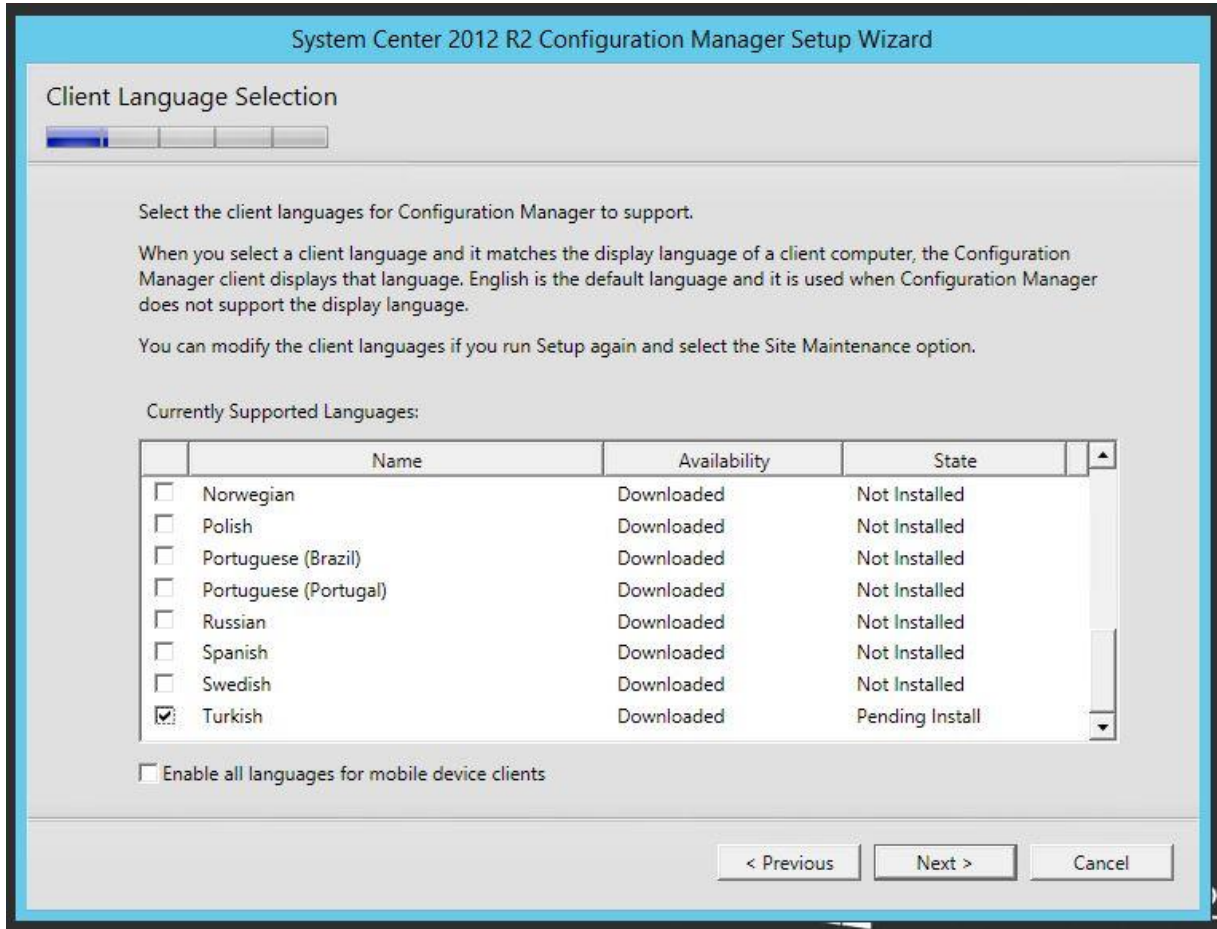 System Center 2012 R2 Configuration Manager Setup Wizard
Client Language Selection
Select the client languages for Configuration Manager to support.
When you select a client language and it matches the display language of a client computer, the Configuration
Manager client displays that language. English is the default language and it is used when Configuration Manager
does not support the display language.
You can modify the client languages if you run Setup again and select the Site Maintenance option.
Currently Supported Languages:
Name Availability State
Norwegian Downloaded Not Installed
Polish Downloaded Not Installed
Portuguese (Brazil) Downloaded Not Installed
Portuguese (Portugal) Downloaded Not Installed
Russian Downloaded Not Installed
Spanish Downloaded Not Installed
Swedish Downloaded Not Installed
Turkish Downloaded Pending Install
Enable all languages for mobile device clients
< Previous Next > Cancel